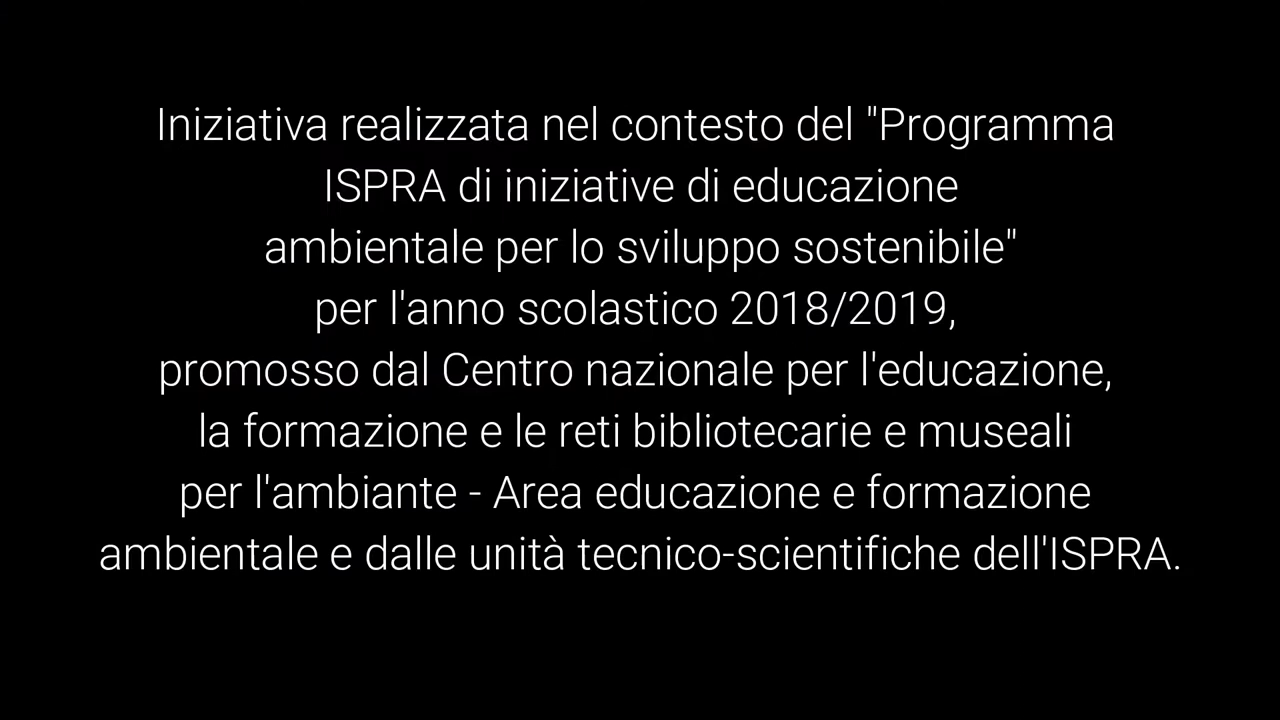 Iniziativa realizzata nel contesto del "Programma
ISPRA di iniziative di educazione
ambientale per lo sviluppo sostenibile"
per l'anno scolastico 2018/2019,
promosso dal Centro nazionale per l'educazione,
la formazione e le reti bibliotecarie e museali
per l'ambiante - Area educazione e formazione
ambientale e dalle unità tecnico-scientifiche dell'ISPRA.